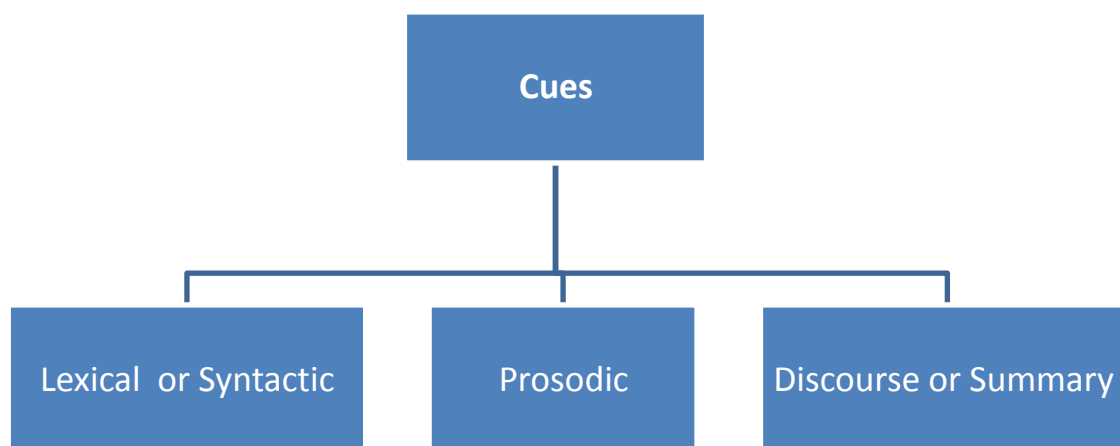 Cues
Lexical or Syntactic
Prosodic
Discourse or Summary